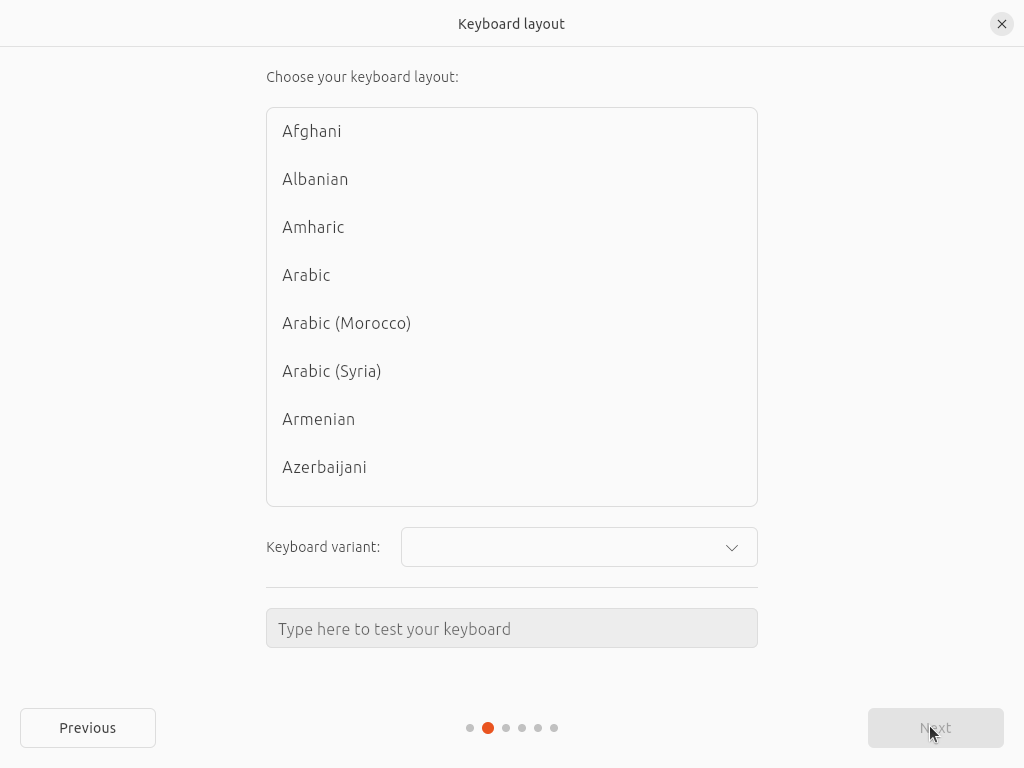 Keyboard layout
Choose your keyboard layout:
Afghani
Albanian
Amharic
Arabic
Arabic (Morocco)
Arabic (Syria)
Armenian
Azerbaijani
Keyboard variant:
Type here to test your keyboard
Previous
Next